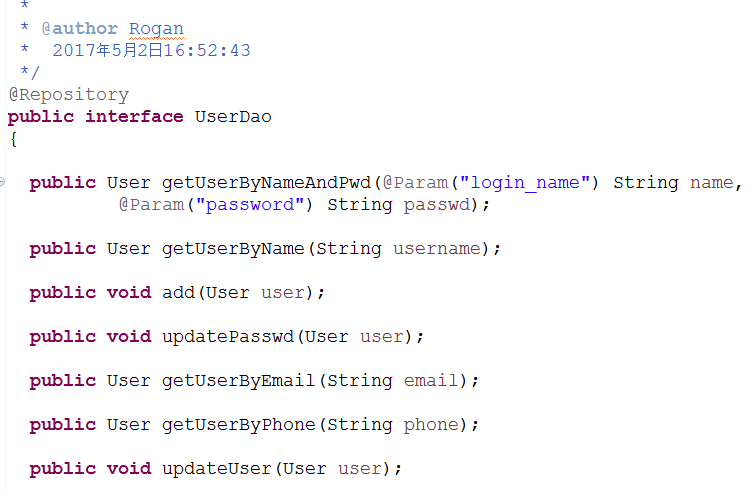 *
* @author Rogan
*  2017年5月2日16:52:43
*/
@Repository
public interface UserDao
{
public User getUserByNameAndPwd(@Param("login_name") String name,
@Param("password") String passwd);
public User getUserByName(String username);
public void add(User user);
public void updatePasswd(User user);
public User getUserByEmail(String email);
public User getUserByPhone(String phone);
public void updateUser(User user);